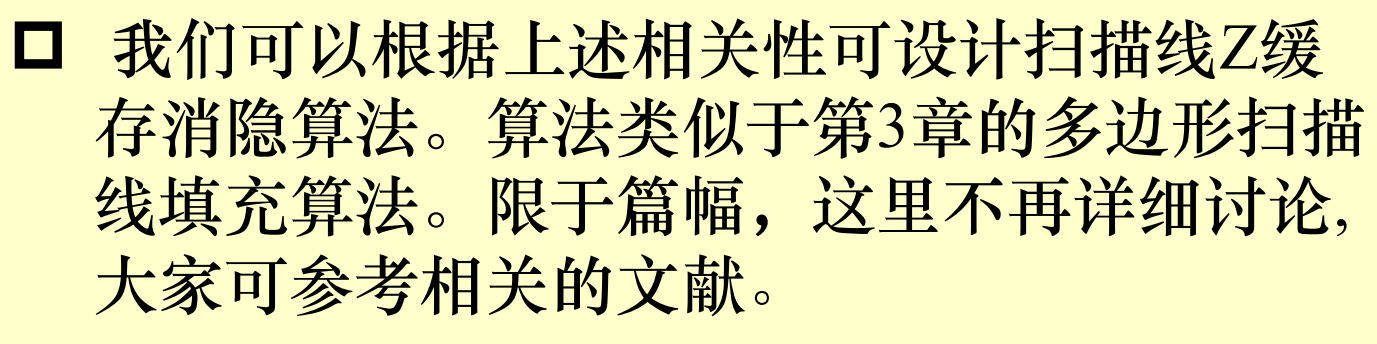 我们可以根据上述相关性可设计扫描线Z缓
存消隐算法。算法类似于第3章的多边形扫描
线填充算法。限于篇幅，这里不再详细讨论,
大家可参考相关的文献。